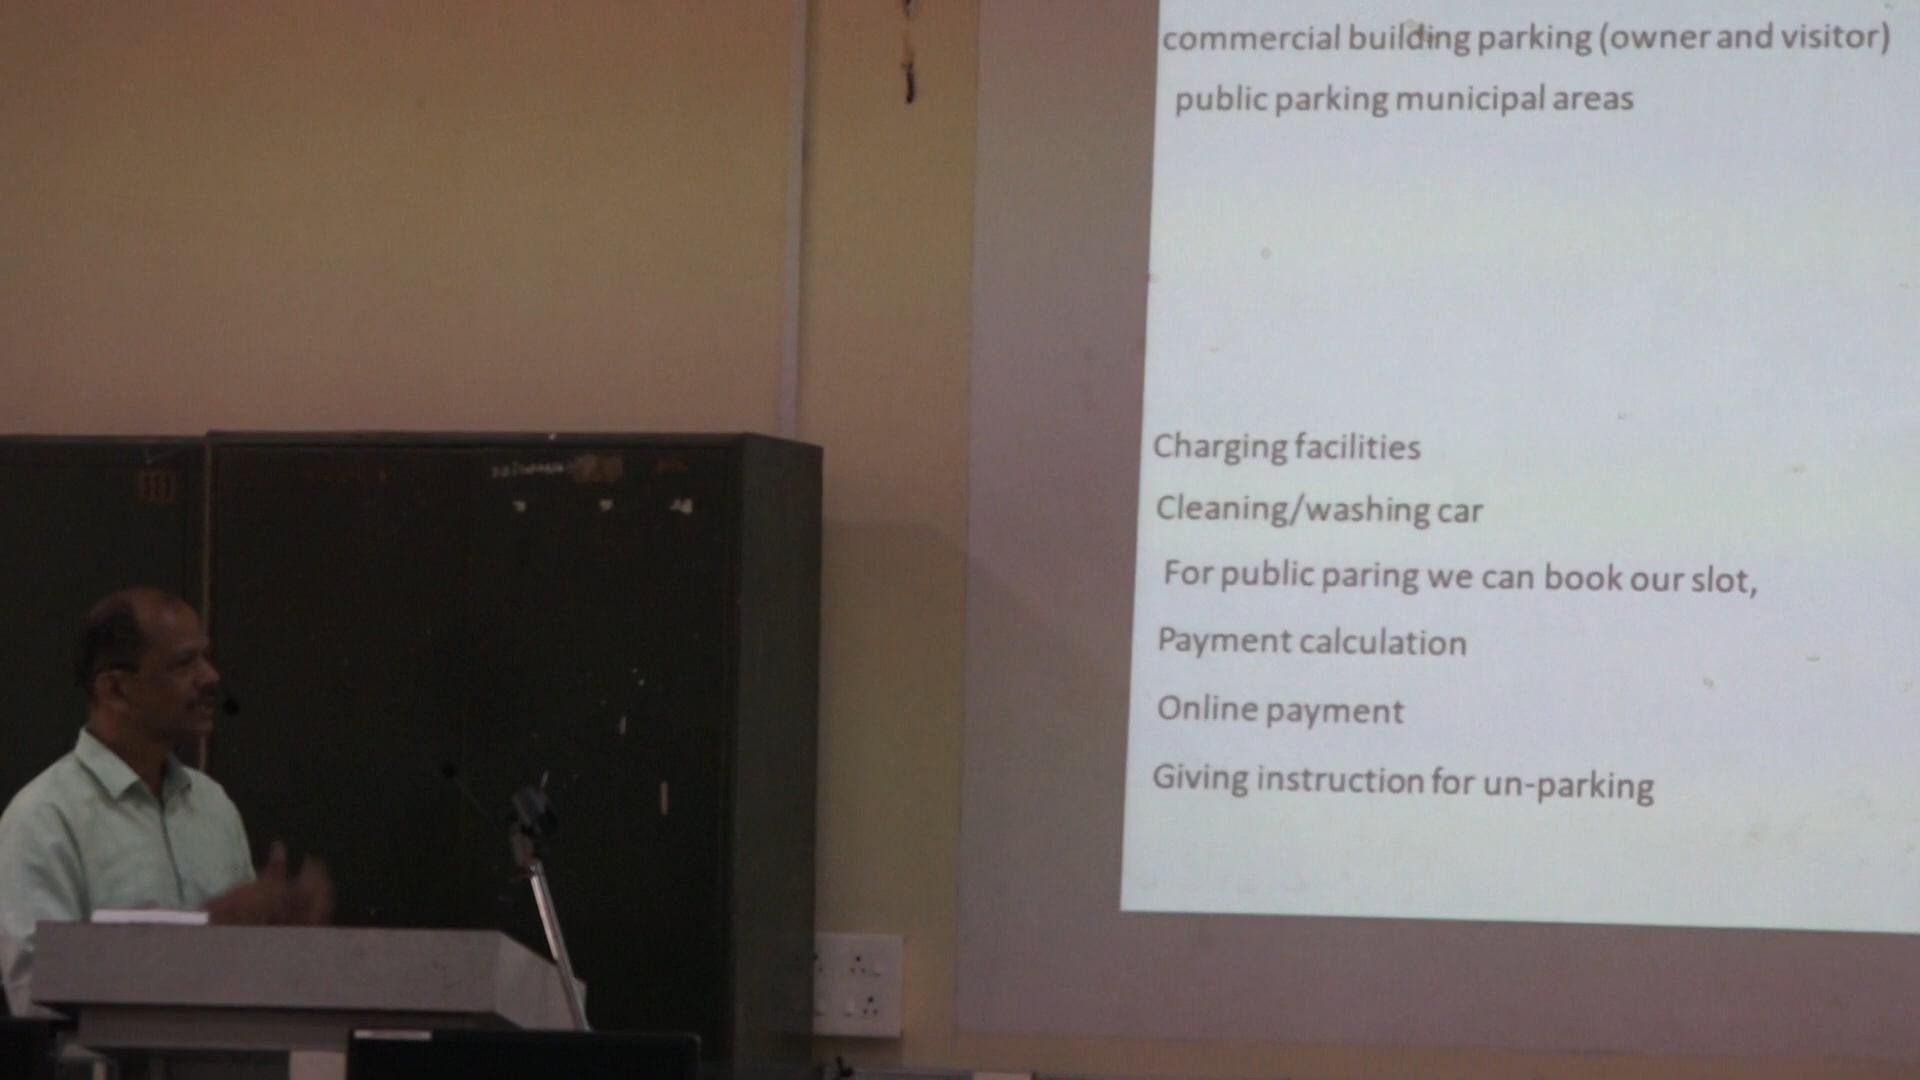 commercial building parking (owner and visitor)
public parking municipal areas
Charging facilities
Cleaning/washing car
For public paring we can book our slot,
Payment calculation
Online payment
Giving instruction for un-parking